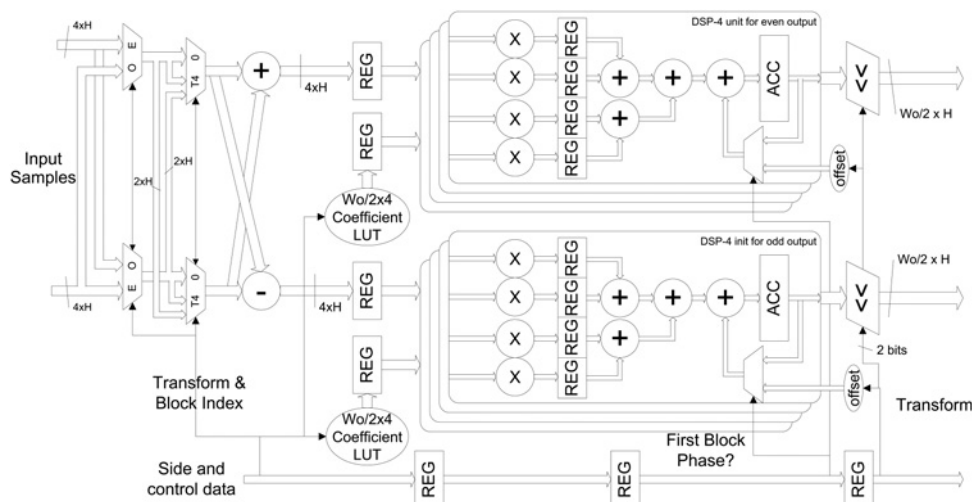 4xH
E
O
0
T4
+
4xH
REG
DSP-4 unit for even output
X
REG
X
REG
X
REG
X
REG
+
+
+
+
ACC
<<
Wo/2 x H
offset
Input
Samples
2xH
2xH
REG
Wo/2x4
Coefficient
LUT
O
E
0
T4
-
4xH
4xH
REG
DSP-4 init for odd output
X
REG
X
REG
X
REG
X
REG
+
+
+
+
ACC
<<
Wo/2 x H
2 bits
offset
REG
Wo/2x4
Coefficient
LUT
Transform &
Block Index
Transform
First Block
Phase?
Side and
control data
REG
REG
REG